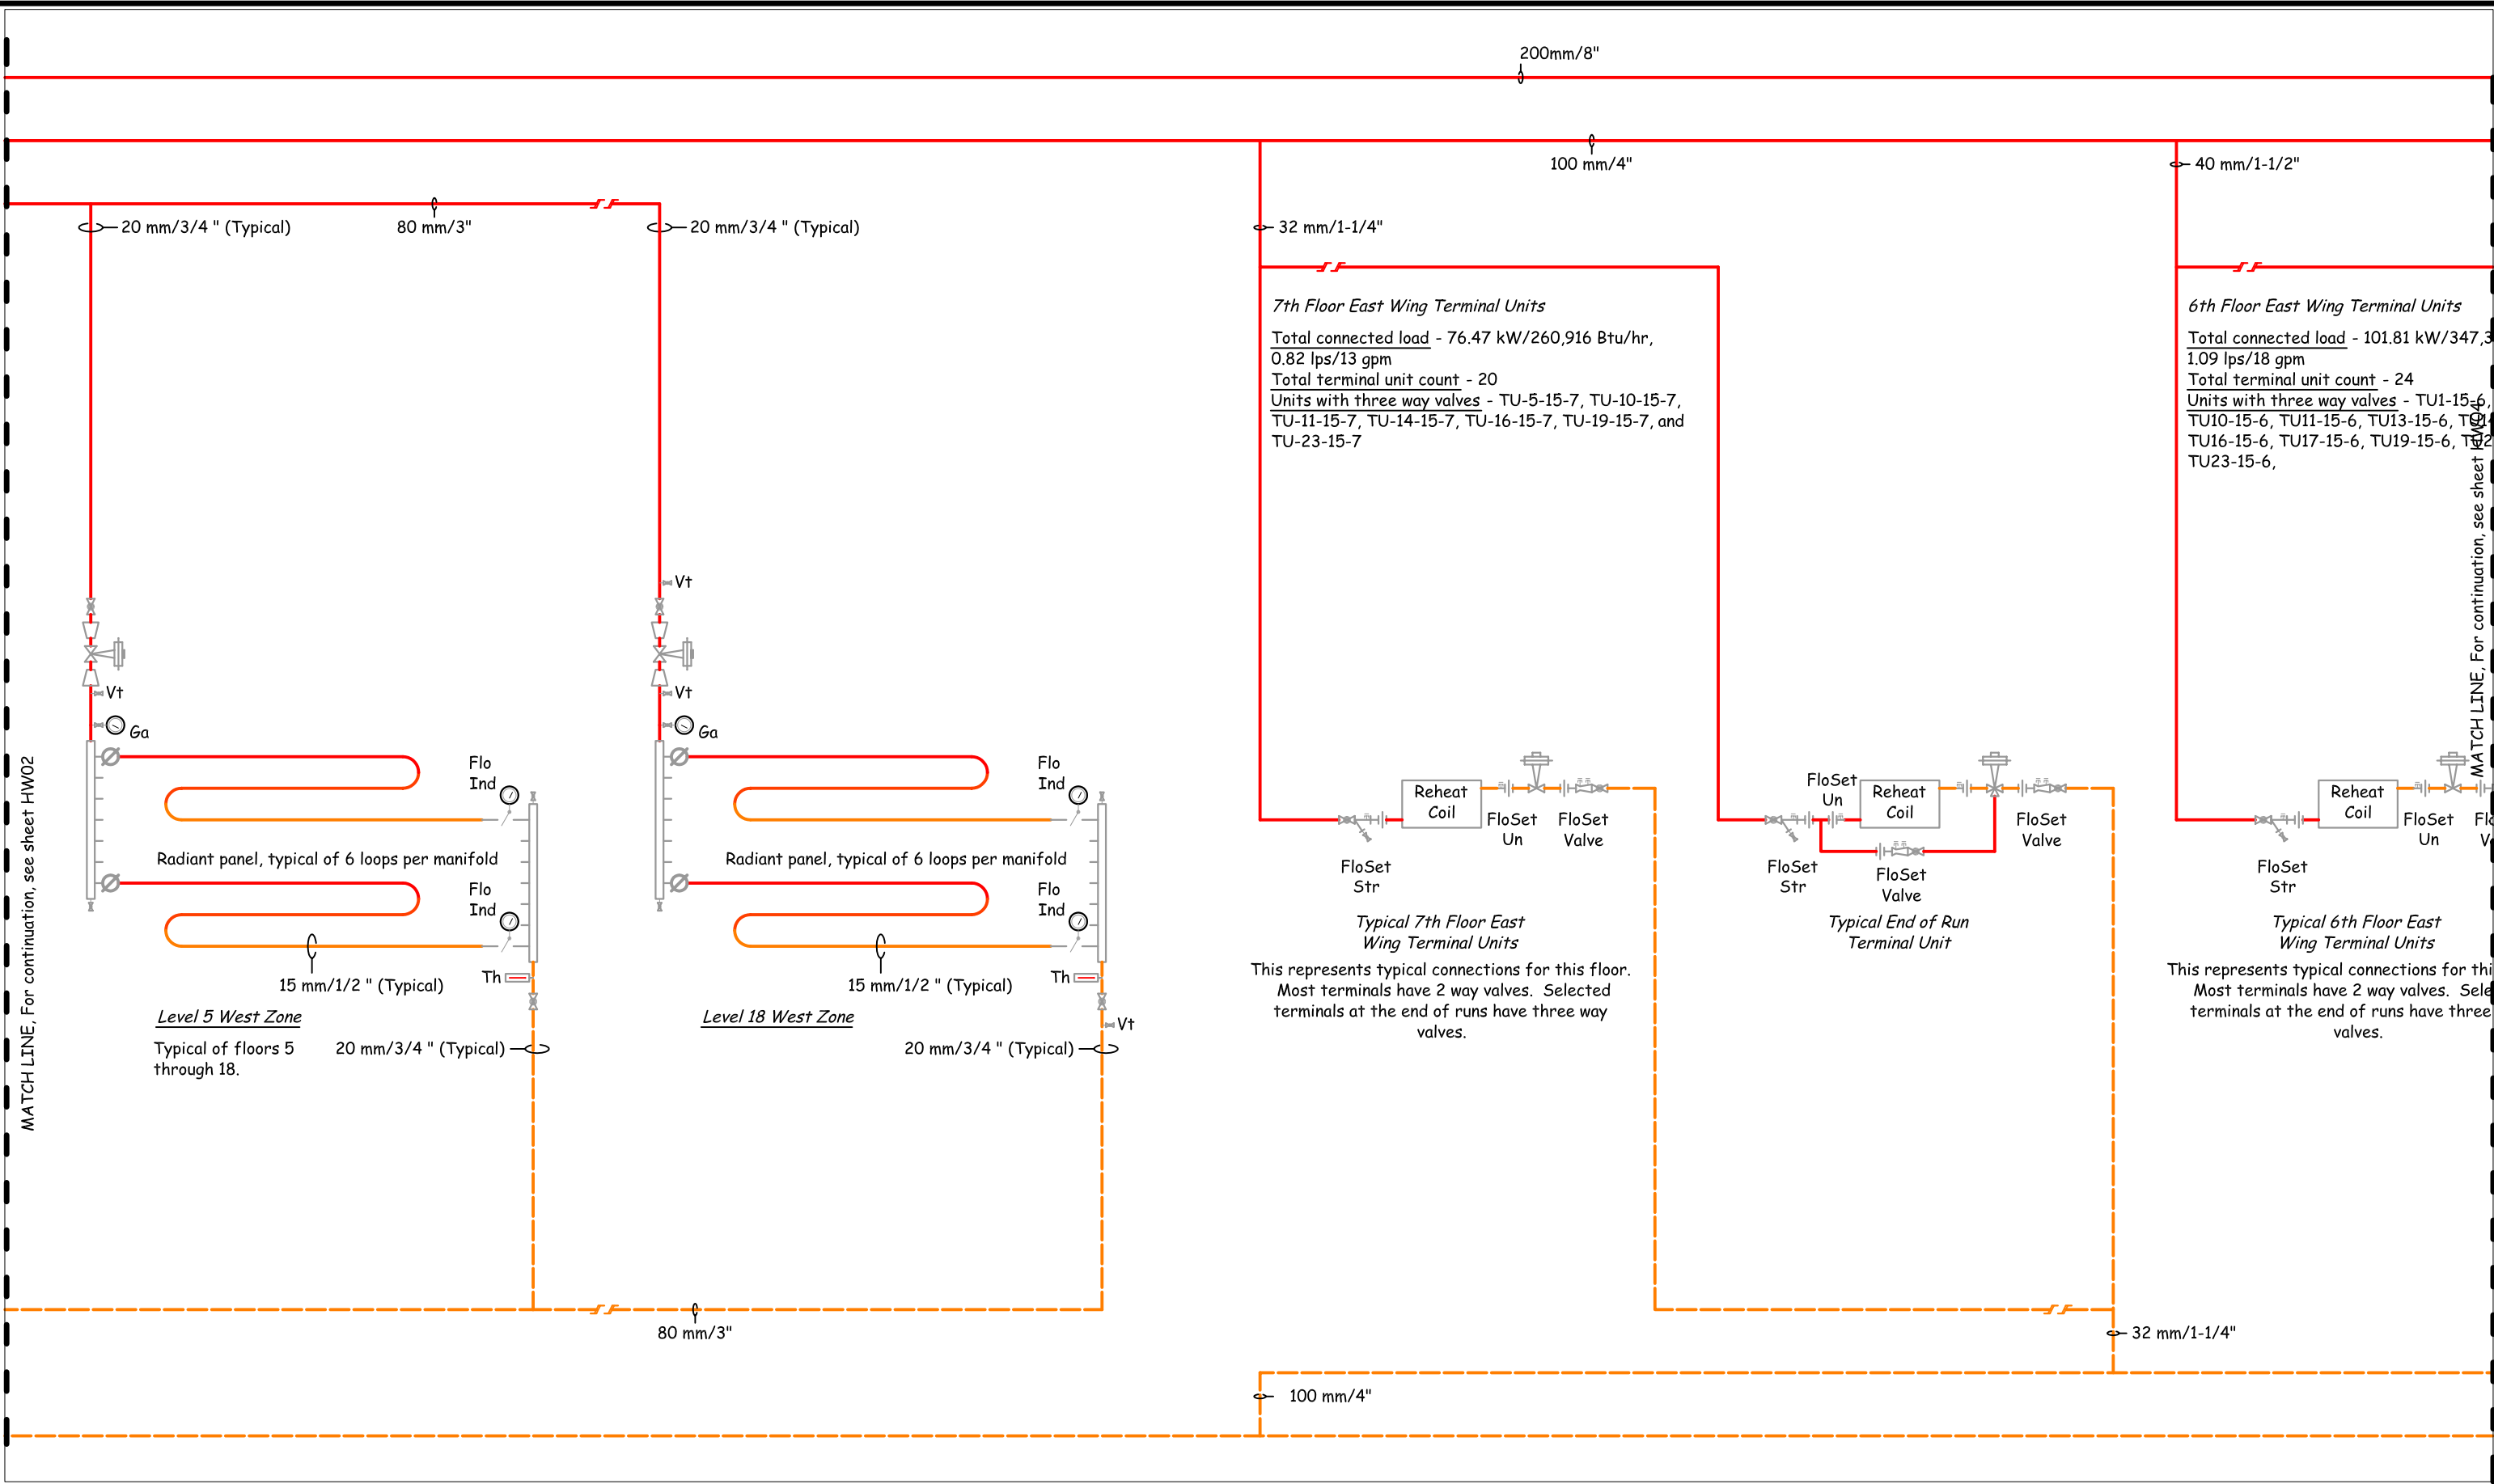 200mm/8"
100 mm/4"
40 mm/1-1/2"
20 mm/3/4 " (Typical)
80 mm/3"
20 mm/3/4 " (Typical)
32 mm/1-1/4"
7th Floor East Wing Terminal Units
Total connected load - 76.47 kW/260,916 Btu/hr,
0.82 lps/13 gpm
Total terminal unit count - 20
Units with three way valves - TU-5-15-7, TU-10-15-7,
TU-11-15-7, TU-14-15-7, TU-16-15-7, TU-19-15-7, and
TU-23-15-7
6th Floor East Wing Terminal Units
Total connected load - 101.81 kW/347,3
1.09 lps/18 gpm
Total terminal unit count - 24
Units with three way valves - TU1-15-6,
TU10-15-6, TU11-15-6, TU13-15-6,
TU16-15-6, TU17-15-6, TU19-15-6,
TU23-15-6,
MATCH LINE, For continuation, see sheet HW04
Vt
Vt
Vt
Ga
Ga
MATCH LINE, For continuation, see sheet HW02
Flo
Ind
Radiant panel, typical of 6 loops per manifold
Flo
Ind
15 mm/1/2 " (Typical)
Th
Level 5 West Zone
Typical of floors 5
through 18.
20 mm/3/4 " (Typical)
Flo
Ind
Radiant panel, typical of 6 loops per manifold
Flo
Ind
15 mm/1/2 " (Typical)
Th
Level 18 West Zone
Vt
20 mm/3/4 " (Typical)
Reheat
Coil
FloSet
Un
FloSet
Valve
FloSet
Str
Typical 7th Floor East
Wing Terminal Units
This represents typical connections for this floor.
Most terminals have 2 way valves. Selected
terminals at the end of runs have three way
valves.
FloSet
Un
Reheat
Coil
FloSet
Valve
FloSet
Str
FloSet
Valve
Typical End of Run
Terminal Unit
Reheat
Coil
FloSet
Un
FloSet
Str
Typical 6th Floor East
Wing Terminal Units
This represents typical connections for thi
Most terminals have 2 way valves. Sele
terminals at the end of runs have three
valves.
80 mm/3"
32 mm/1-1/4"
100 mm/4"